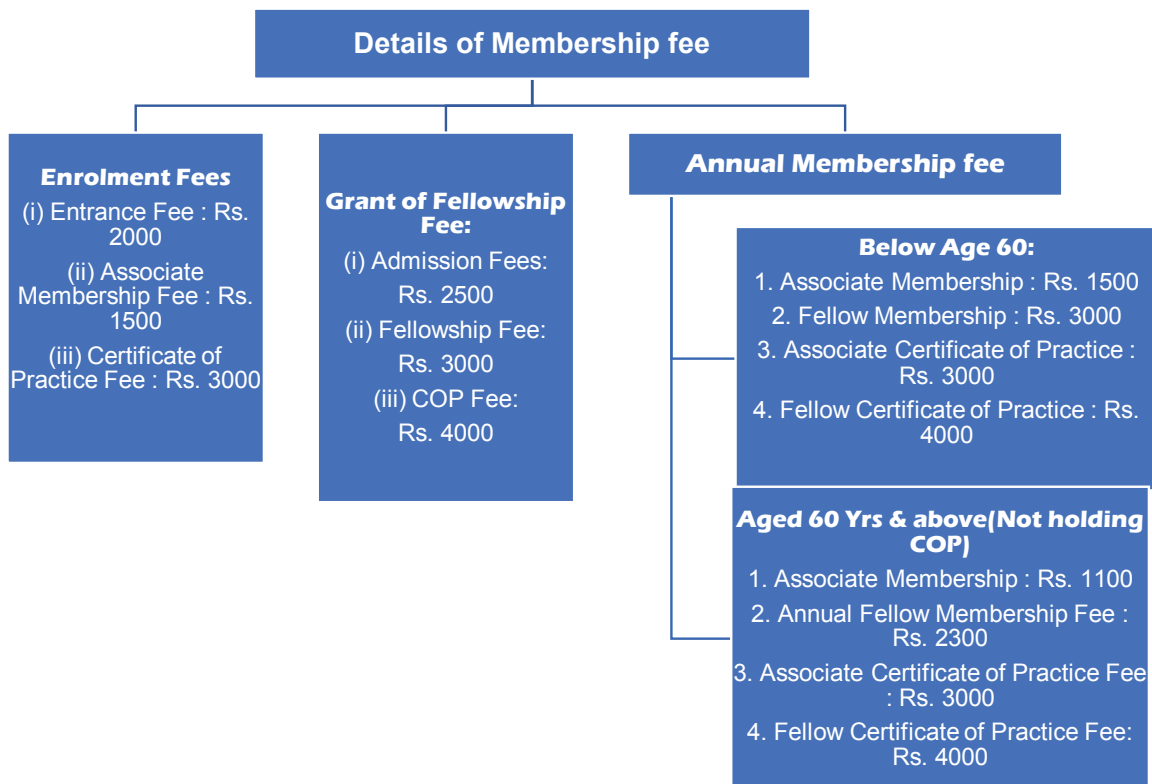 Details of Membership fee
Enrolment Fees
(i) Entrance Fee : Rs.
2000
(ii) Associate
Membership Fee : Rs.
1500
(iii) Certificate of
Practice Fee : Rs. 3000
Grant of Fellowship
Fee:
(i) Admission Fees:
Rs. 2500
(ii) Fellowship Fee:
Rs. 3000
(iii) COP Fee:
Rs. 4000
Annual Membership fee
Below Age 60:
1. Associate Membership : Rs. 1500
2. Fellow Membership : Rs. 3000
3. Associate Certificate of Practice :
Rs. 3000
4. Fellow Certificate of Practice : Rs.
4000
Aged 60 Yrs & above(Not holding
COP)
1. Associate Membership : Rs. 1100
2. Annual Fellow Membership Fee :
Rs. 2300
3. Associate Certificate of Practice Fee
: Rs. 3000
4. Fellow Certificate of Practice Fee:
Rs. 4000